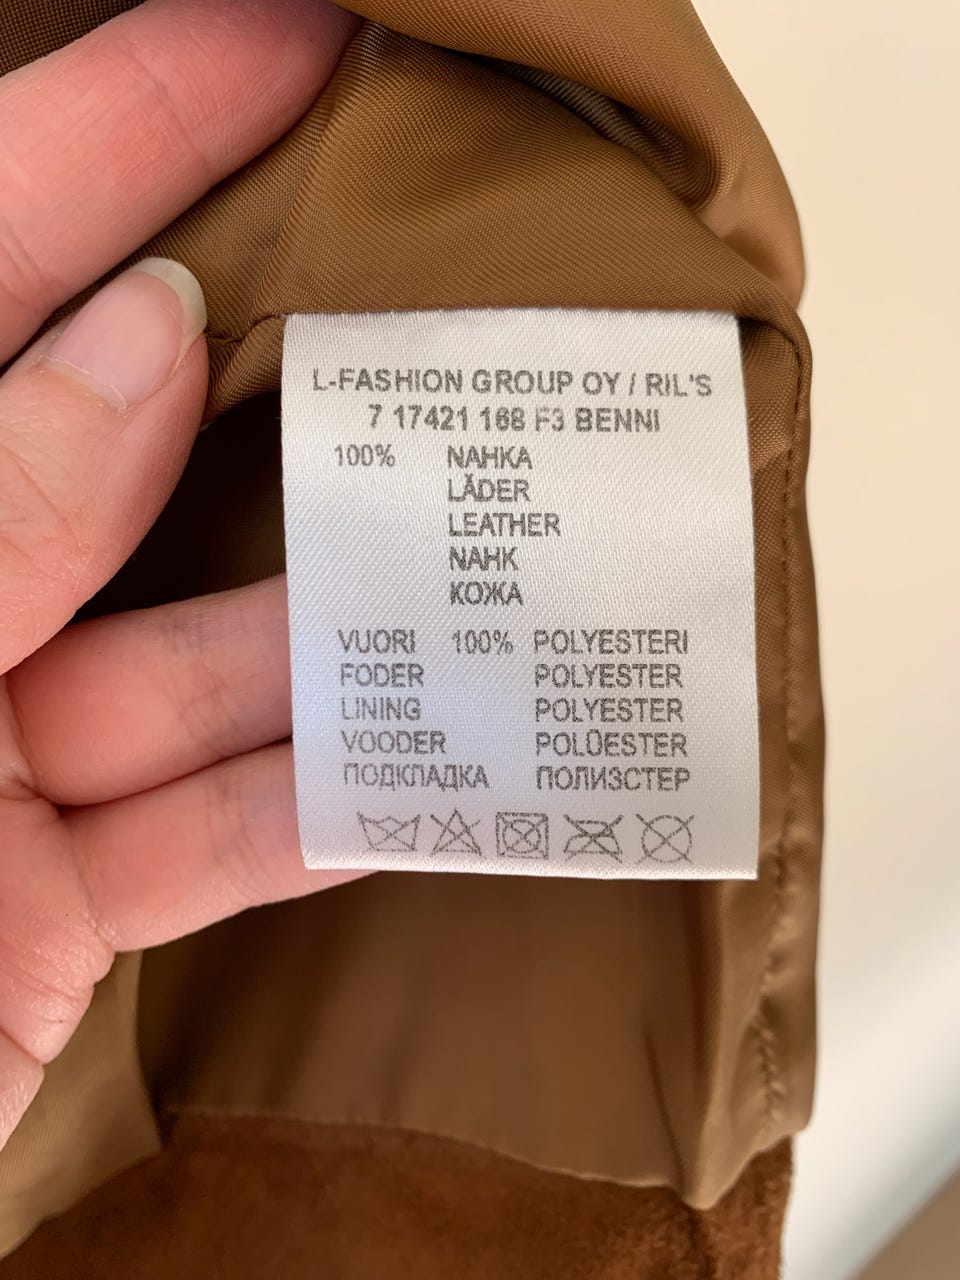 L-FASHION GROUP OY / RIL'S
7 17421 168 F3 BENNI
100% NAHKA
LÄDER
LEATHER
NAHK
КОЖА
VUORI 100% POLYESTERI
FODER POLYESTER
LINING POLYESTER
VOODER POLÜESTER
ПОДКЛАДКА ПОЛИЗСТЕР